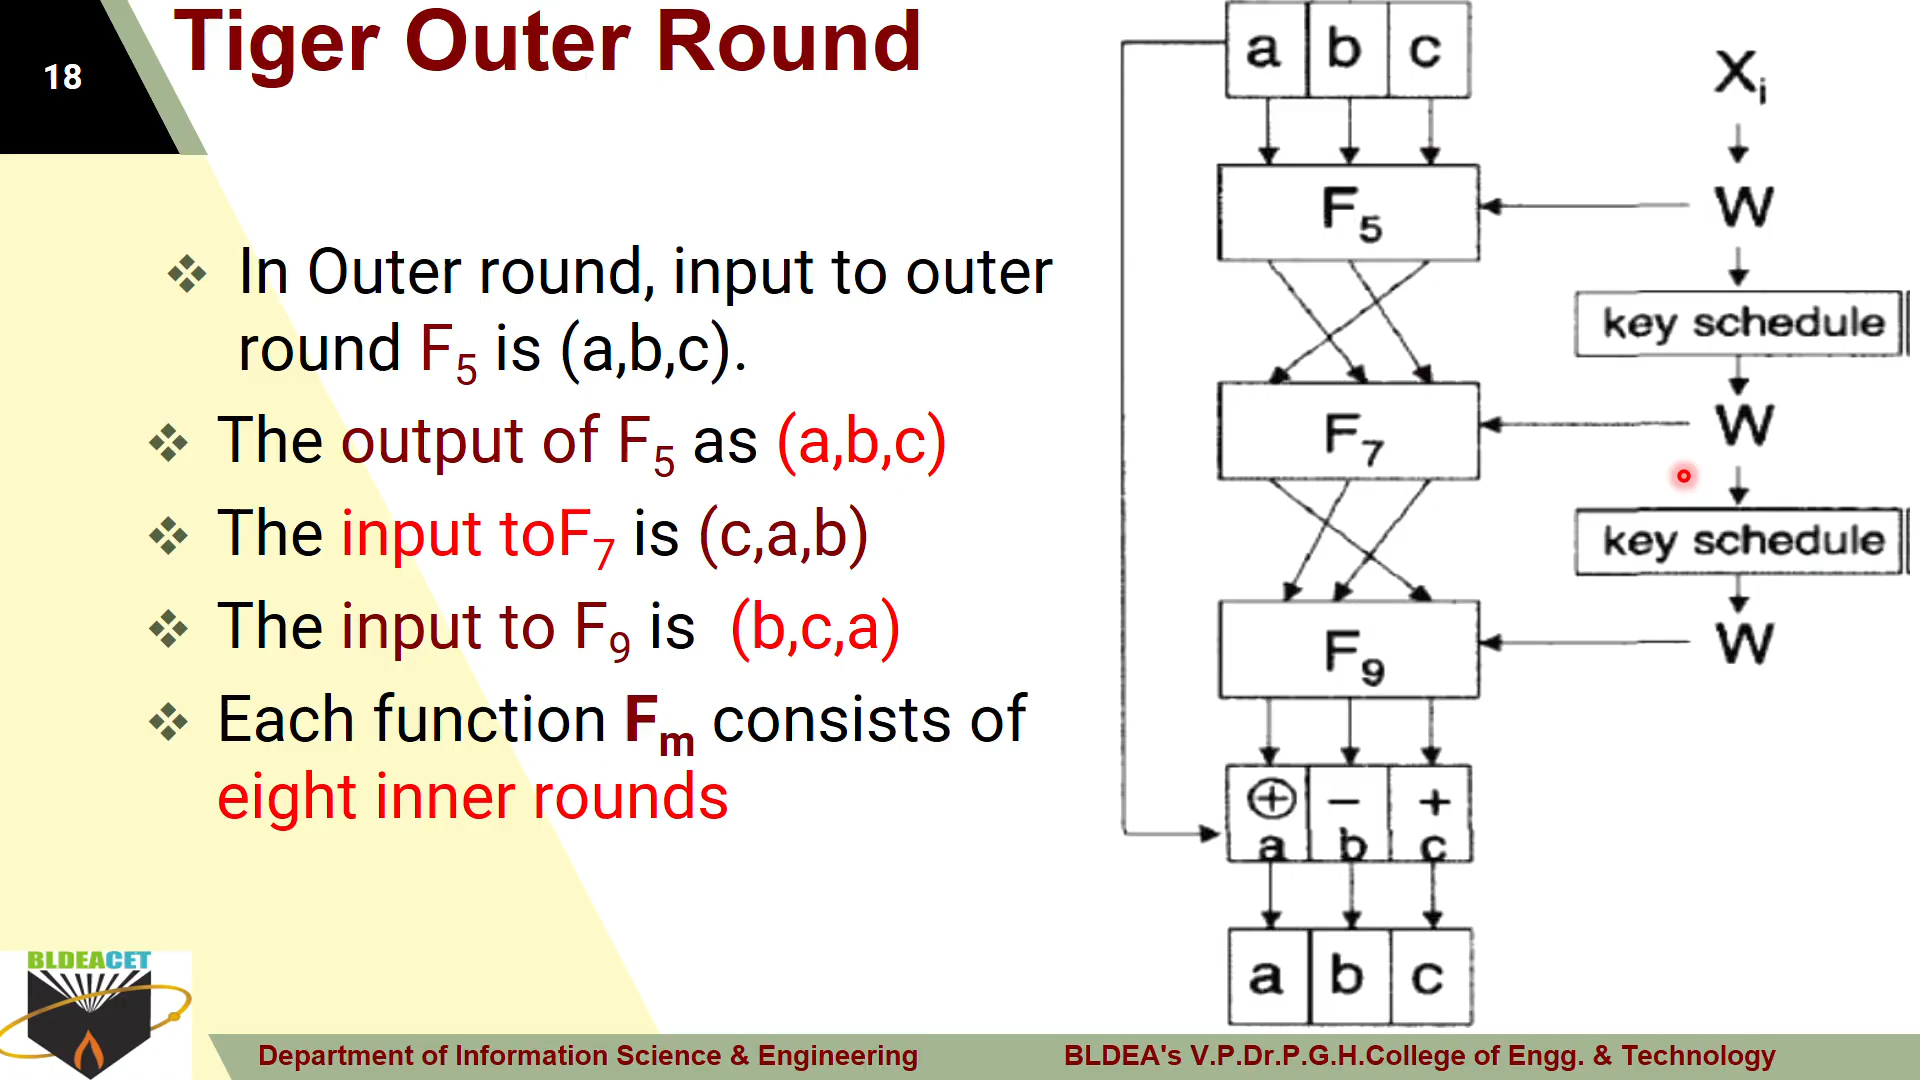 18
Tiger Outer Round
❖ In Outer round, input to outer
round F₅ is (a,b,c).
❖ The output of F₅ as (a,b,c)
❖ The input toF₇ is (c,a,b)
❖ The input to F₉ is (b,c,a)
❖ Each function Fₘ consists of
eight inner rounds
a b c
Xᵢ
F₅
W
key schedule
F₇
W
key schedule
F₉
W
⊕ − +
a b c
a b c
BLDEACET
Department of Information Science & Engineering
BLDEA's V.P.Dr.P.G.H.College of Engg. & Technology